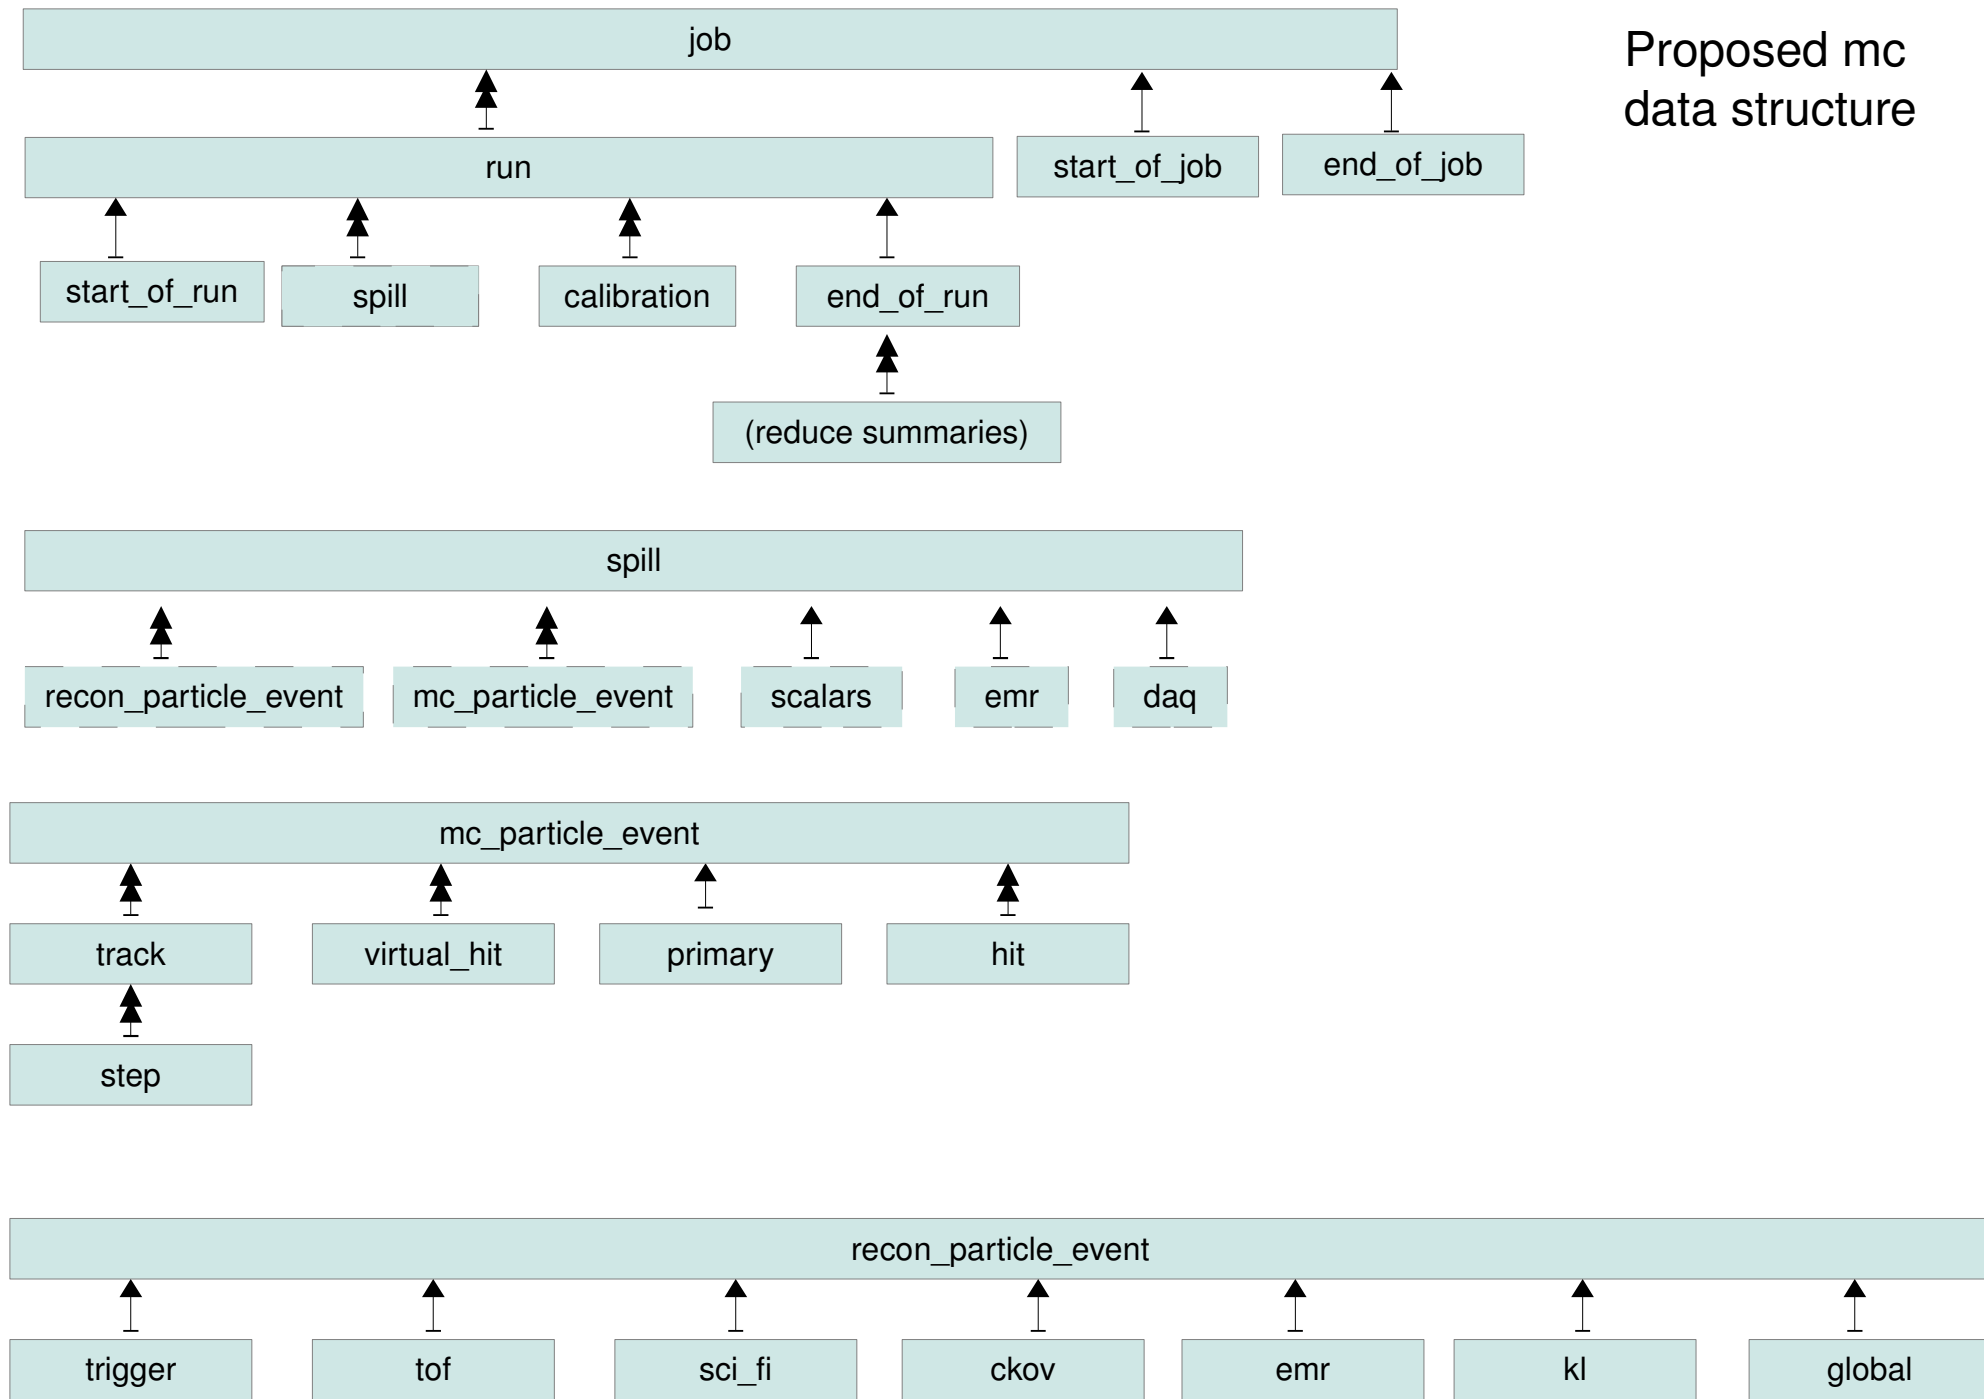 job
Proposed mc
data structure
run
start_of_job
end_of_job
start_of_run
spill
calibration
end_of_run
(reduce summaries)
spill
recon_particle_event
mc_particle_event
scalars
emr
daq
mc_particle_event
track
virtual_hit
primary
hit
step
recon_particle_event
trigger
tof
sci_fi
ckov
emr
kl
global